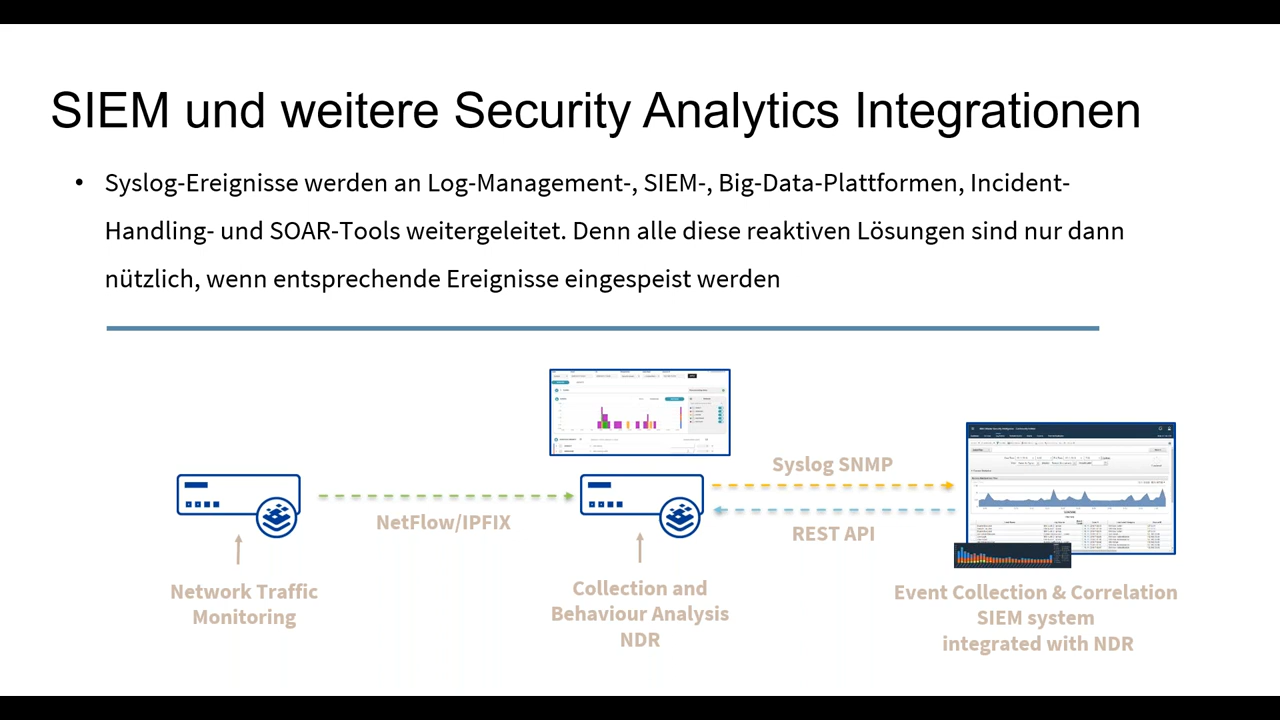 SIEM und weitere Security Analytics Integrationen
• Syslog-Ereignisse werden an Log-Management-, SIEM-, Big-Data-Plattformen, Incident-
Handling- und SOAR-Tools weitergeleitet. Denn alle diese reaktiven Lösungen sind nur dann
nützlich, wenn entsprechende Ereignisse eingespeist werden
Syslog SNMP
NetFlow/IPFIX
REST API
Network Traffic
Monitoring
Collection and
Behaviour Analysis
NDR
Event Collection & Correlation
SIEM system
integrated with NDR